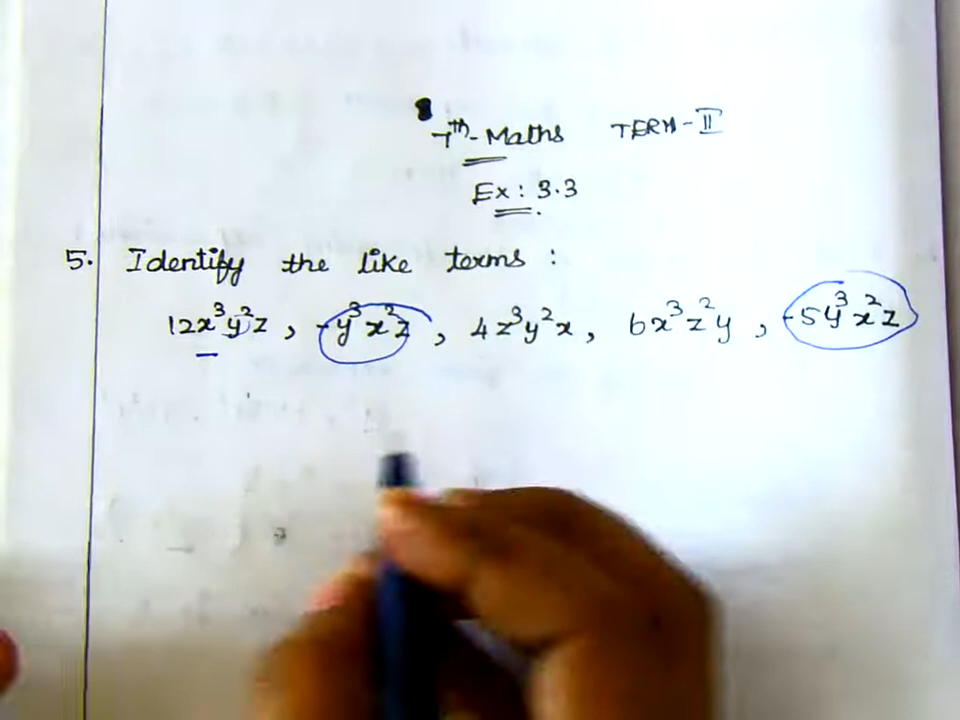 7th - Maths TERM - II
Ex : 3.3
5. Identify the like terms :
12x³y²z , -y³x²z , 4z³y²x , 6x³z²y , -5y³x²z